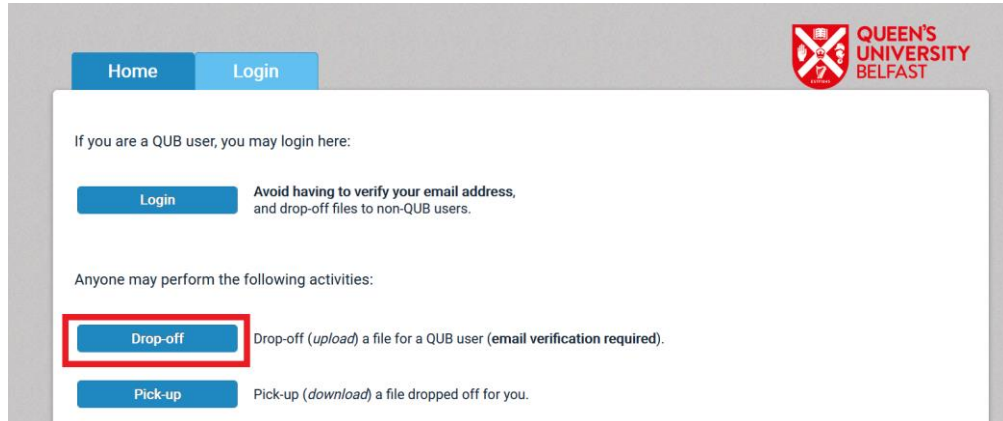 QUEEN'S
UNIVERSITY
BELFAST
Home
Login
If you are a QUB user, you may login here:
Login
Avoid having to verify your email address,
and drop-off files to non-QUB users.
Anyone may perform the following activities:
Drop-off
Drop-off (upload) a file for a QUB user (email verification required).
Pick-up
Pick-up (download) a file dropped off for you.